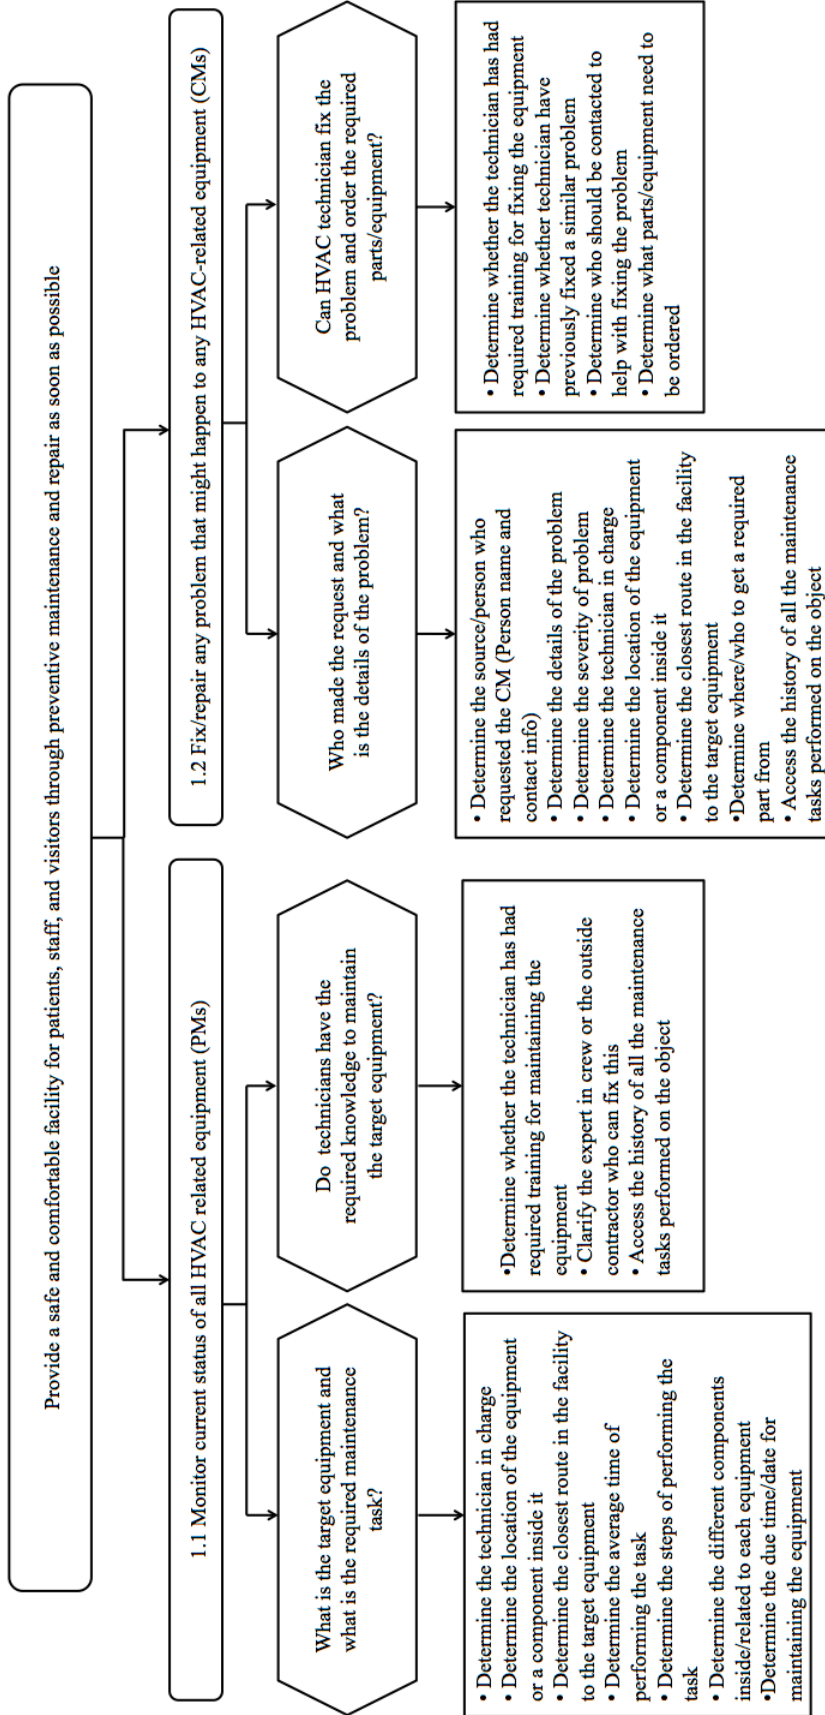 Provide a safe and comfortable facility for patients, staff, and visitors through preventive maintenance and repair as soon as possible
1.1 Monitor current status of all HVAC related equipment (PMs)
1.2 Fix/repair any problem that might happen to any HVAC-related equipment (CMs)
What is the target equipment and
what is the required maintenance
task?
Do technicians have the
required knowledge to maintain
the target equipment?
Who made the request and what
is the details of the problem?
Can HVAC technician fix the
problem and order the required
parts/equipment?
• Determine the technician in charge
• Determine the location of the equipment
or a component inside it
• Determine the closest route in the facility
to the target equipment
• Determine the average time of
performing the task
• Determine the steps of performing the
task
• Determine the different components
inside/related to each equipment
•Determine the due time/date for
maintaining the equipment
•Determine whether the technician has had
required training for maintaining the
equipment
• Clarify the expert in crew or the outside
contractor who can fix this
• Access the history of all the maintenance
tasks performed on the object
• Determine the source/person who
requested the CM (Person name and
contact info)
• Determine the details of the problem
• Determine the severity of problem
• Determine the technician in charge
• Determine the location of the equipment
or a component inside it
• Determine the closest route in the facility
to the target equipment
•Determine where/who to get a required
part from
• Access the history of all the maintenance
tasks performed on the object
• Determine whether the technician has had
required training for fixing the equipment
• Determine whether technician have
previously fixed a similar problem
• Determine who should be contacted to
help with fixing the problem
• Determine what parts/equipment need to
be ordered